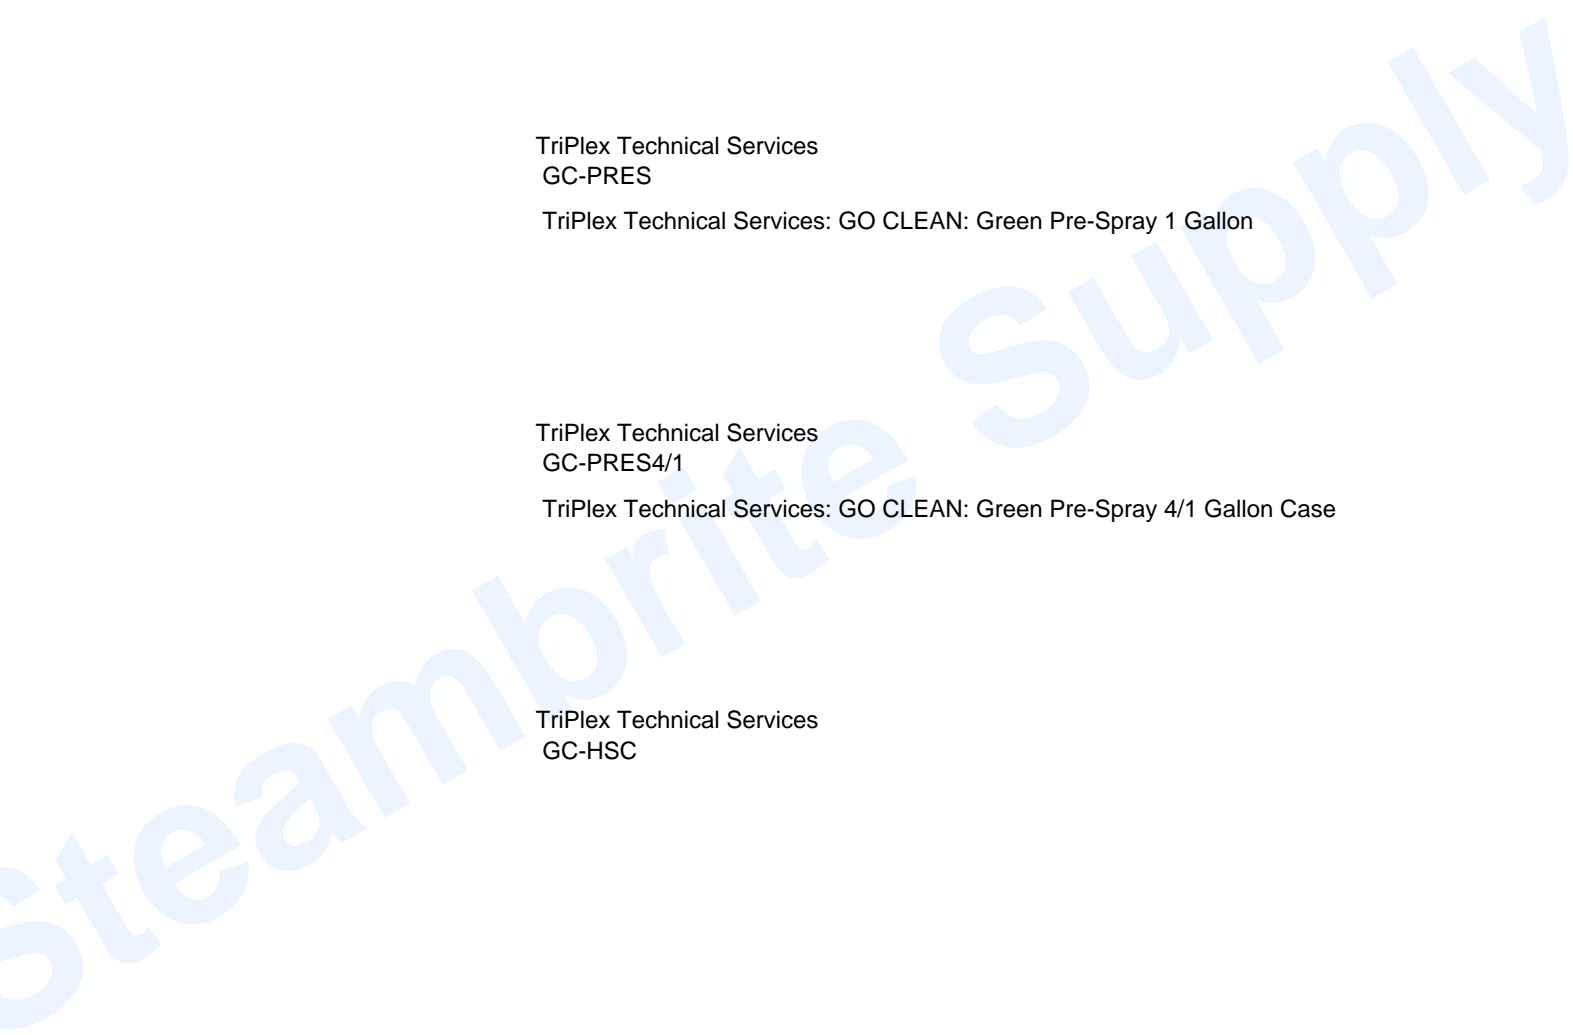 TriPlex Technical Services
GC-PRES
TriPlex Technical Services: GO CLEAN: Green Pre-Spray 1 Gallon
TriPlex Technical Services
GC-PRES4/1
TriPlex Technical Services: GO CLEAN: Green Pre-Spray 4/1 Gallon Case
TriPlex Technical Services
GC-HSC
Steambrite Supply